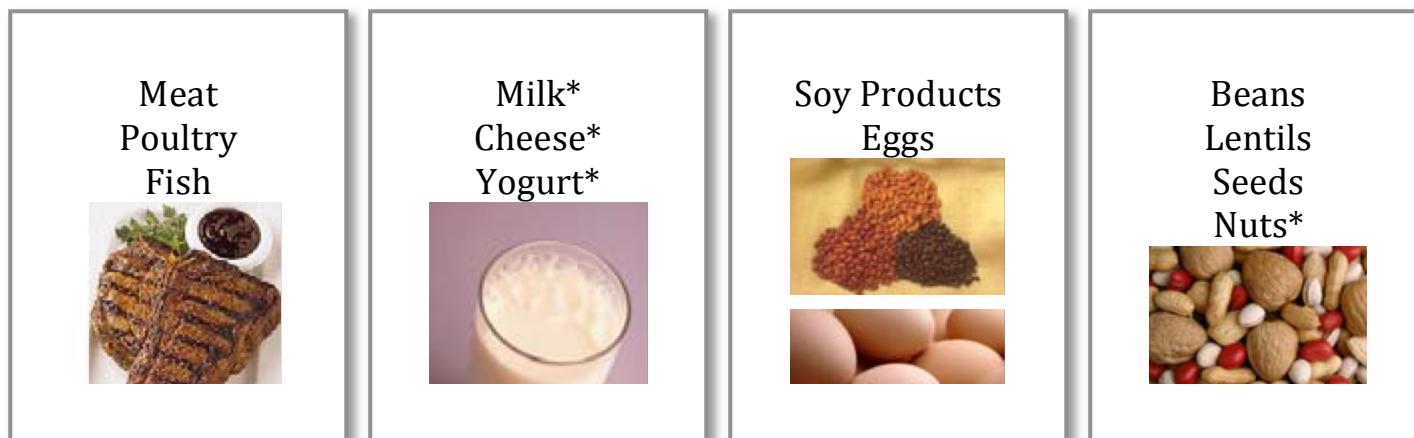 Meat
Poultry
Fish
Milk*
Cheese*
Yogurt*
Soy Products
Eggs
Beans
Lentils
Seeds
Nuts*